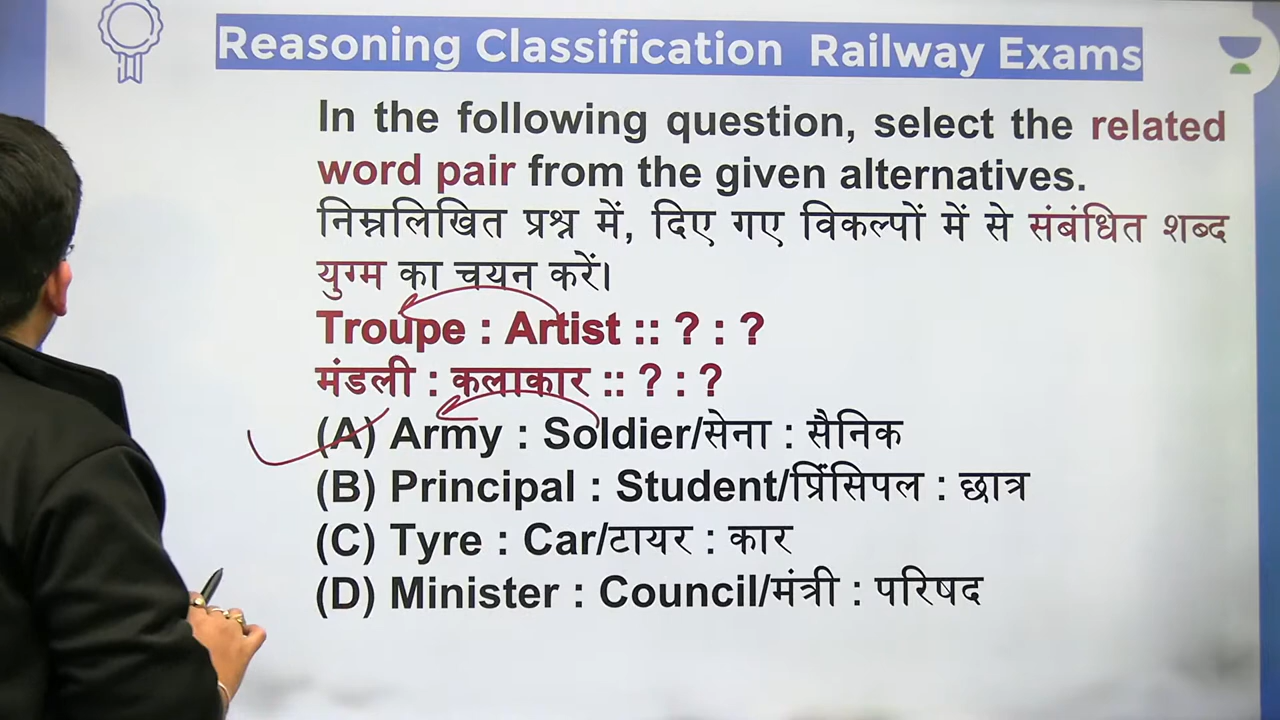 Reasoning Classification Railway Exams
In the following question, select the related
word pair from the given alternatives.
निम्नलिखित प्रश्न में, दिए गए विकल्पों में से संबंधित शब्द
युग्म का चयन करें।
Troupe : Artist :: ? : ?
मंडली : कलाकार :: ? : ?
(A) Army : Soldier/सेना : सैनिक
(B) Principal : Student/प्रिंसिपल : छात्र
(C) Tyre : Car/टायर : कार
(D) Minister : Council/मंत्री : परिषद